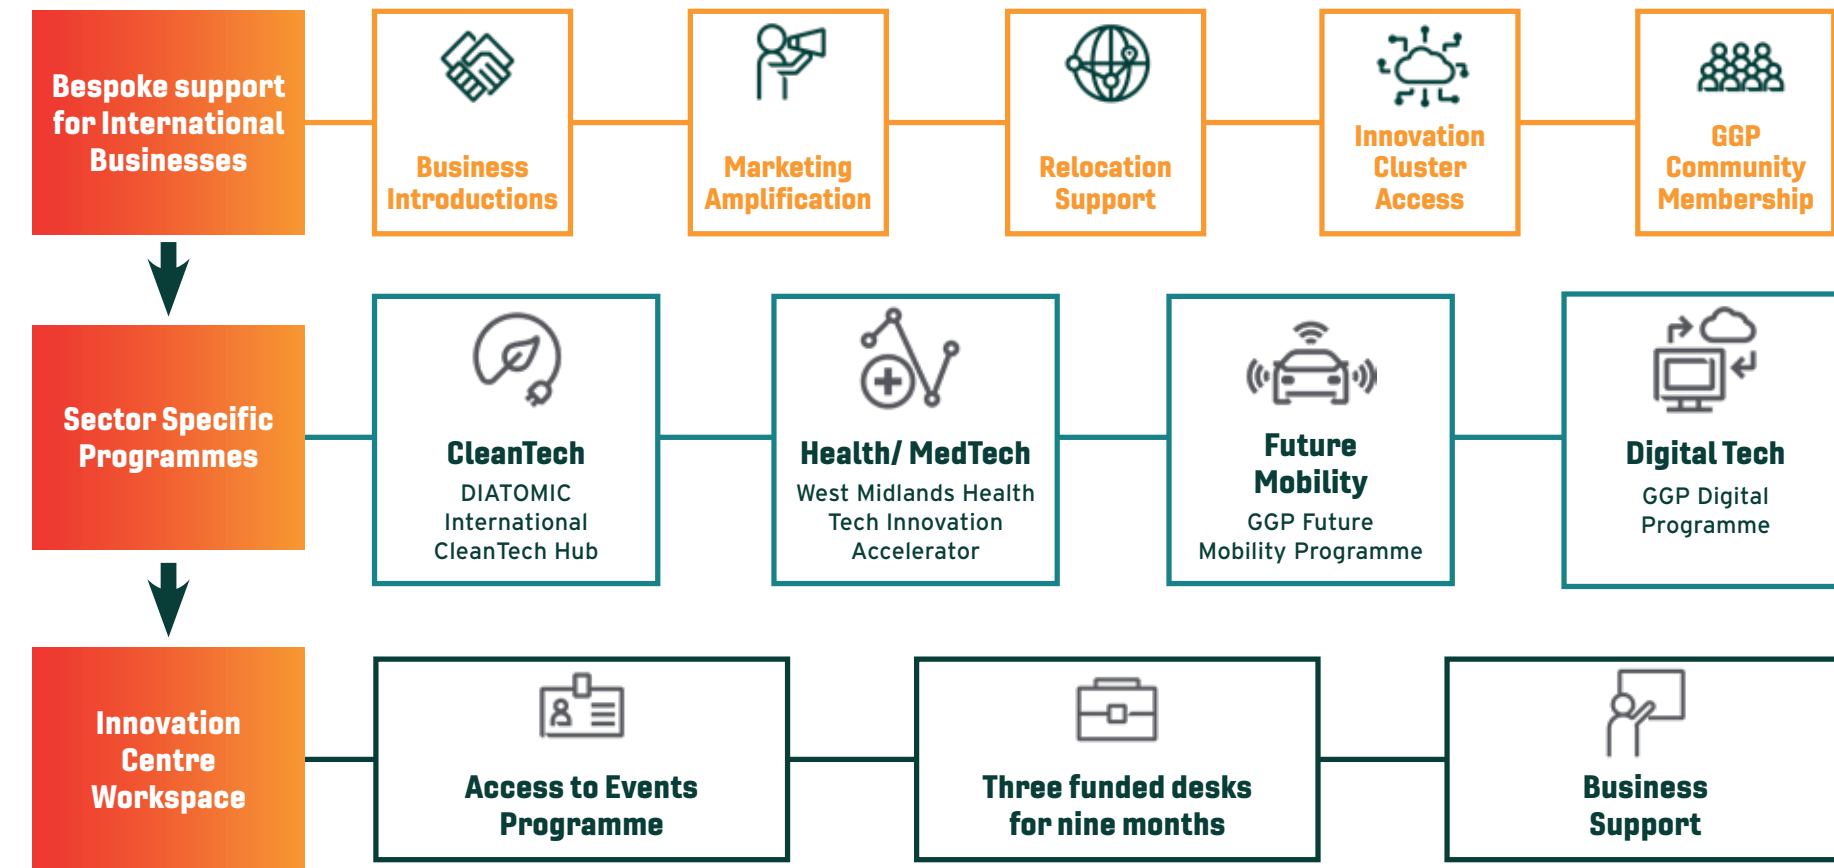 Bespoke support
for International
Businesses
Business
Introductions
Marketing
Amplification
Relocation
Support
Innovation
Cluster
Access
GGP
Community
Membership
Sector Specific
Programmes
CleanTech
DIATOMIC
International
CleanTech Hub
Health/ MedTech
West Midlands Health
Tech Innovation
Accelerator
Future
Mobility
GGP Future
Mobility Programme
Digital Tech
GGP Digital
Programme
Innovation
Centre
Workspace
Access to Events
Programme
Three funded desks
for nine months
Business
Support